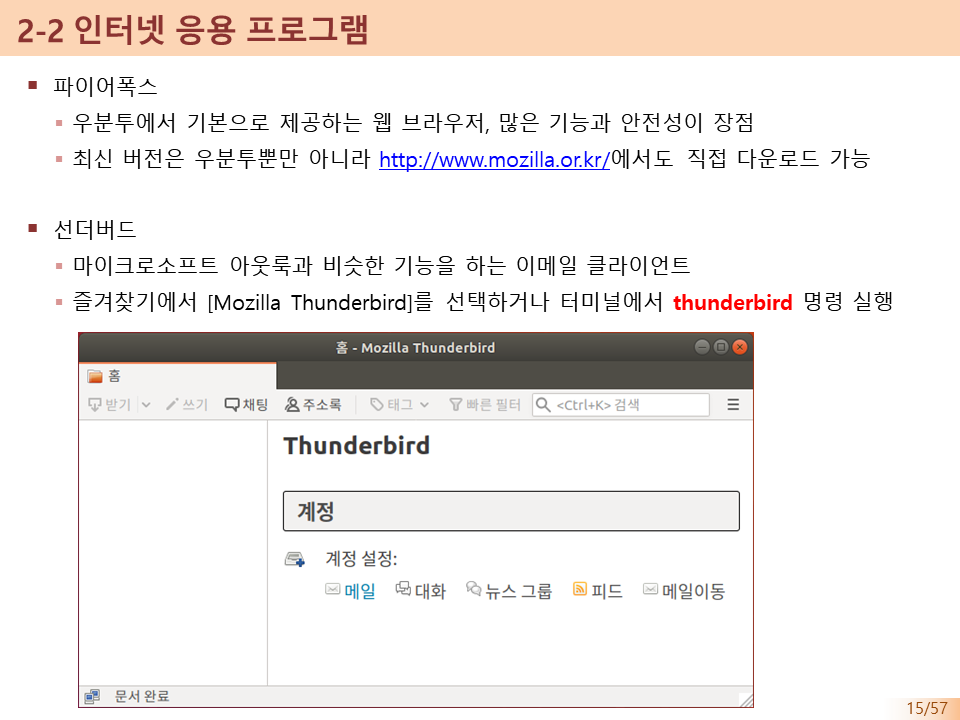 2-2 인터넷 응용 프로그램
파이어폭스
우분투에서 기본으로 제공하는 웹 브라우저, 많은 기능과 안전성이 장점
최신 버전은 우분투뿐만 아니라 http://www.mozilla.or.kr/에서도 직접 다운로드 가능
선더버드
마이크로소프트 아웃룩과 비슷한 기능을 하는 이메일 클라이언트
즐겨찾기에서 [Mozilla Thunderbird]를 선택하거나 터미널에서 thunderbird 명령 실행
홈 - Mozilla Thunderbird
홈
받기 쓰기 채팅 주소록 태그 빠른 필터 <Ctrl+K> 검색
Thunderbird
계정
계정 설정:
메일 대화 뉴스 그룹 피드 메일이동
문서 완료
15/57